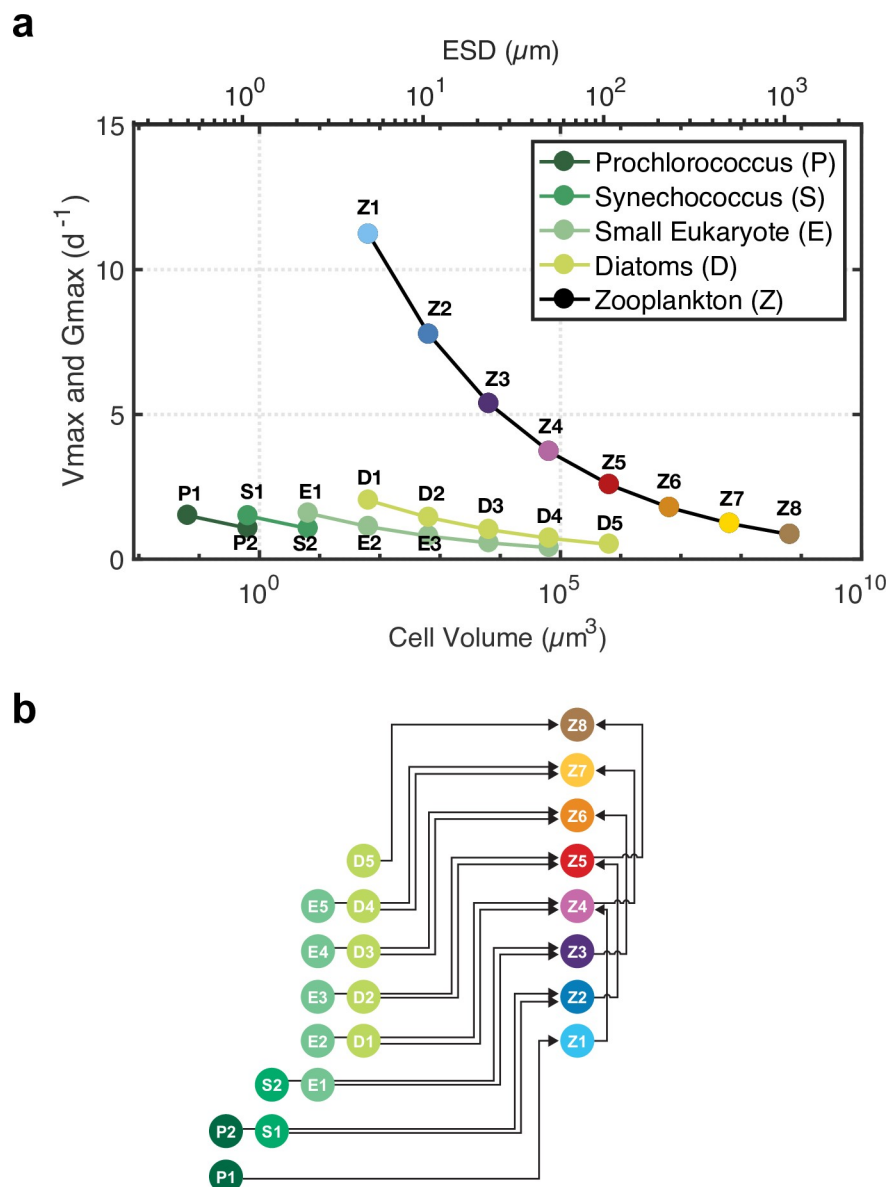 a
ESD (µm)
10^0 10^1 10^2 10^3
15
10
5
0
Vmax and Gmax (d^-1)
Prochlorococcus (P)
Synechococcus (S)
Small Eukaryote (E)
Diatoms (D)
Zooplankton (Z)
Z1
Z2
Z3
Z4
Z5
Z6
Z7
Z8
P1 S1 E1 D1 D2 D3 D4 D5
P2 S2 E2 E3
10^0 10^5 10^10
Cell Volume (µm^3)
b
Z8
Z7
Z6
D5 Z5
E5 D4 Z4
E4 D3 Z3
E3 D2 Z2
E2 D1 Z1
S2 E1
P2 S1
P1